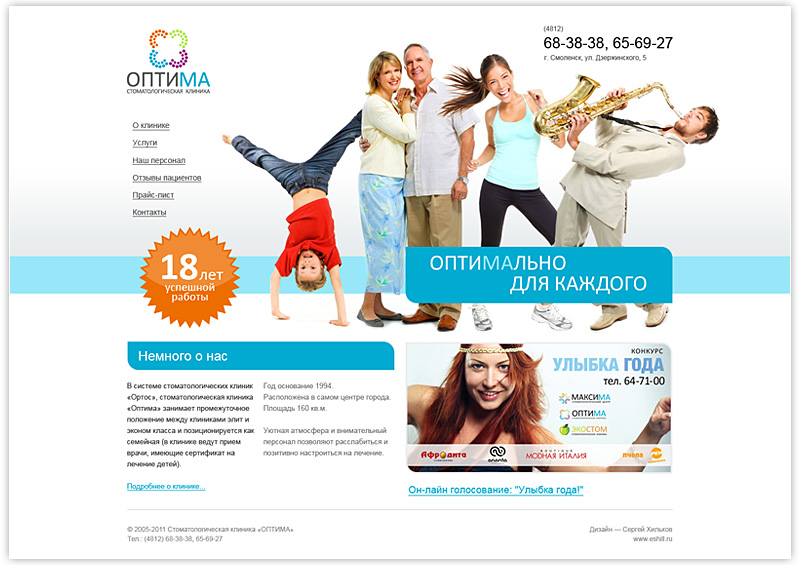 ОПТИМА
СТОМАТОЛОГИЧЕСКАЯ КЛИНИКА
(4812)
68-38-38, 65-69-27
г. Смоленск, ул. Дзержинского, 5
О клинике
Услуги
Наш персонал
Отзывы пациентов
Прайс-лист
Контакты
18 лет
успешной
работы
ОПТИМАЛЬНО
ДЛЯ КАЖДОГО
Немного о нас
В системе стоматологических клиник
«Ортос», стоматологическая клиника
«Оптима» занимает промежуточное
положение между клиниками элит и
эконом класса и позиционируется как
семейная (в клинике ведут прием
врачи, имеющие сертификат на
лечение детей).
Год основание 1994.
Расположена в самом центре города.
Площадь 160 кв.м.
Уютная атмосфера и внимательный
персонал позволяют расслабиться и
позитивно настроиться на лечение.
Подробнее о клинике...
КОНКУРС
УЛЫБКА ГОДА
тел. 64-71-00
МАКСИМА
ОПТИМА
ЭКОСТОМ
АФРОДИТА
BOUTIQUE
МОДНАЯ ИТАЛИЯ
пчела
Он-лайн голосование: "Улыбка года!"
© 2005-2011 Стоматологическая клиника «ОПТИМА»
Тел.: (4812) 68-38-38, 65-69-27
Дизайн — Сергей Хильков
www.eshill.ru